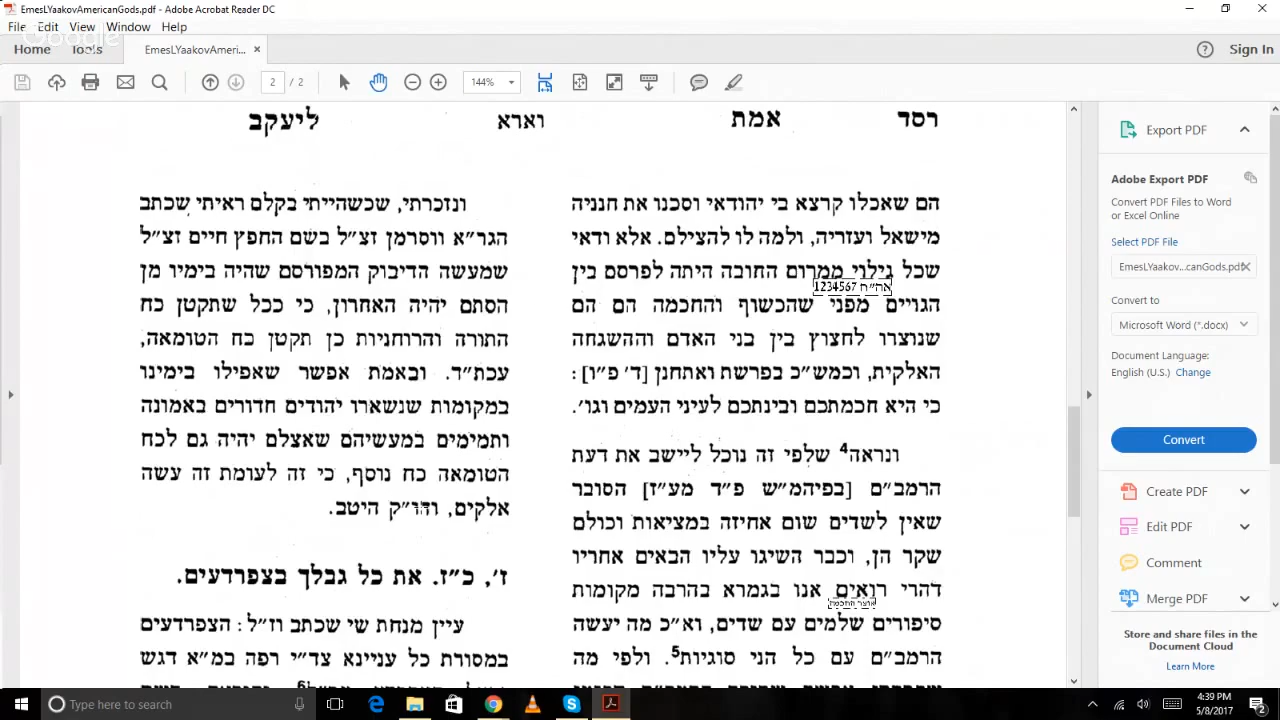 EmesLYaakovAmericanGods.pdf - Adobe Acrobat Reader DC
File Edit View Window Help
Google
Home Tools EmesLYaakovAmeri... ×
Sign In
2 / 2
144%
רסד אמת וארא ליעקב
הם שאכלו קרצא בי יהודאי וסכנו את חנניה
מישאל ועזריה, ולמה לו להצילם. אלא ודאי
שכל גילוי ממרום החובה היתה לפרסם בין
אח"ח 1234567
הגויים מפני שהכשוף והחכמה הם הם
שנוצרו לחצוץ בין בני האדם וההשגחה
האלקית, וכמש"כ בפרשת ואתחנן [ד' פ"ו]:
כי היא חכמתכם ובינתכם לעיני העמים וגו'.
ונראה4 שלפי זה נוכל ליישב את דעת
הרמב"ם [בפיהמ"ש פ"ד מע"ז] הסובר
שאין לשדים שום אחיזה במציאות וכולם
שקר הן, וכבר השיגו עליו הבאים אחריו
דהרי רואים אנו בגמרא בהרבה מקומות
אוצר החכמה
סיפורים שלמים עם שדים, וא"כ מה יעשה
הרמב"ם עם כל הני סוגיות5. ולפי מה
ונזכרתי, שכשהייתי בקלם ראיתי שכתב
הגר"א ווסרמן זצ"ל בשם החפץ חיים זצ"ל
שמעשה הדיבוק המפורסם שהיה בימיו מן
הסתם יהיה האחרון, כי ככל שתקטן כח
התורה והרוחניות כן תקטן כח הטומאה,
עכת"ד. ובאמת אפשר שאפילו בימינו
במקומות שנשארו יהודים חדורים באמונה
ותמימים במעשיהם שאצלם יהיה גם לכח
הטומאה כח נוסף, כי זה לעומת זה עשה
אלקים, ודו"ק היטב.
ז', כ"ז. את כל גבלך בצפרדעים.
עיין מנחת שי שכתב וז"ל: הצפרדעים
במסורת כל עניינא צד"י רפה במ"א דגש
Export PDF
Adobe Export PDF
Convert PDF Files to Word
or Excel Online
Select PDF File
EmesLYaakov...canGods.pdf ×
Convert to
Microsoft Word (*.docx)
Document Language:
English (U.S.) Change
Convert
Create PDF
Edit PDF
Comment
Merge PDF
Store and share files in the
Document Cloud
Learn More
Type here to search
4:39 PM
5/8/2017
2